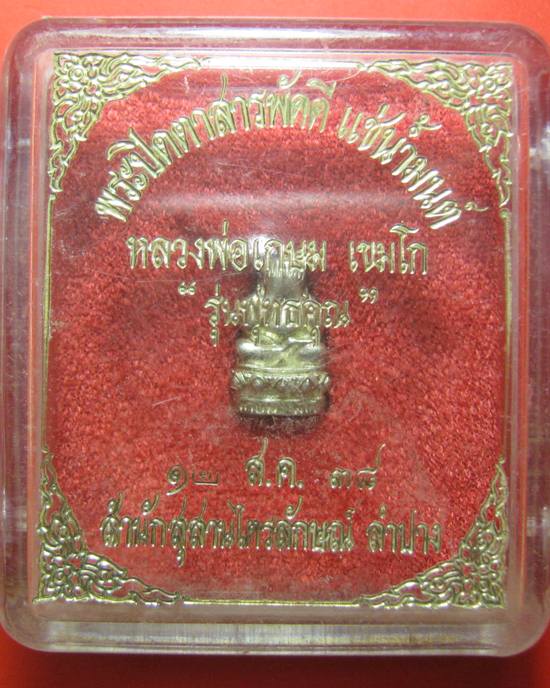 พระปิดตาสารพัดดี แช่น้ำมนต์
หลวงพ่อเกษม เขมโก
“รุ่นพุทธคุณ”
๑๒ ส.ค. ๓๘
สำนักสุสานไตรลักษณ์ ลำปาง